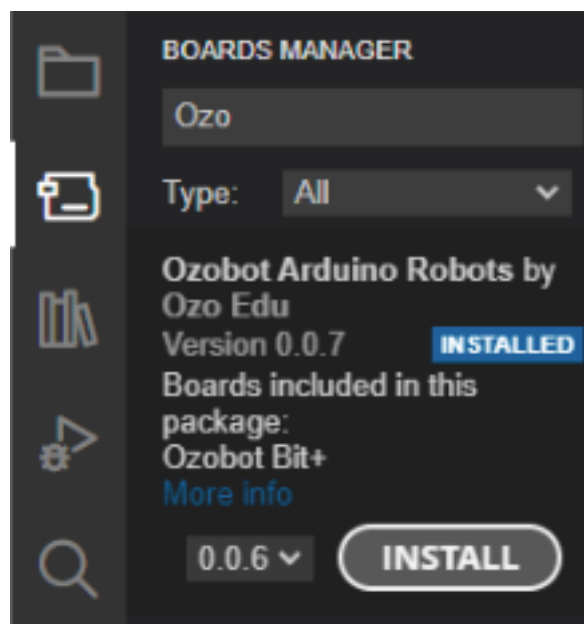 BOARDS MANAGER
Ozo
Type: All
Ozobot Arduino Robots by
Ozo Edu
Version 0.0.7 INSTALLED
Boards included in this
package:
Ozobot Bit+
More info
0.0.6 INSTALL